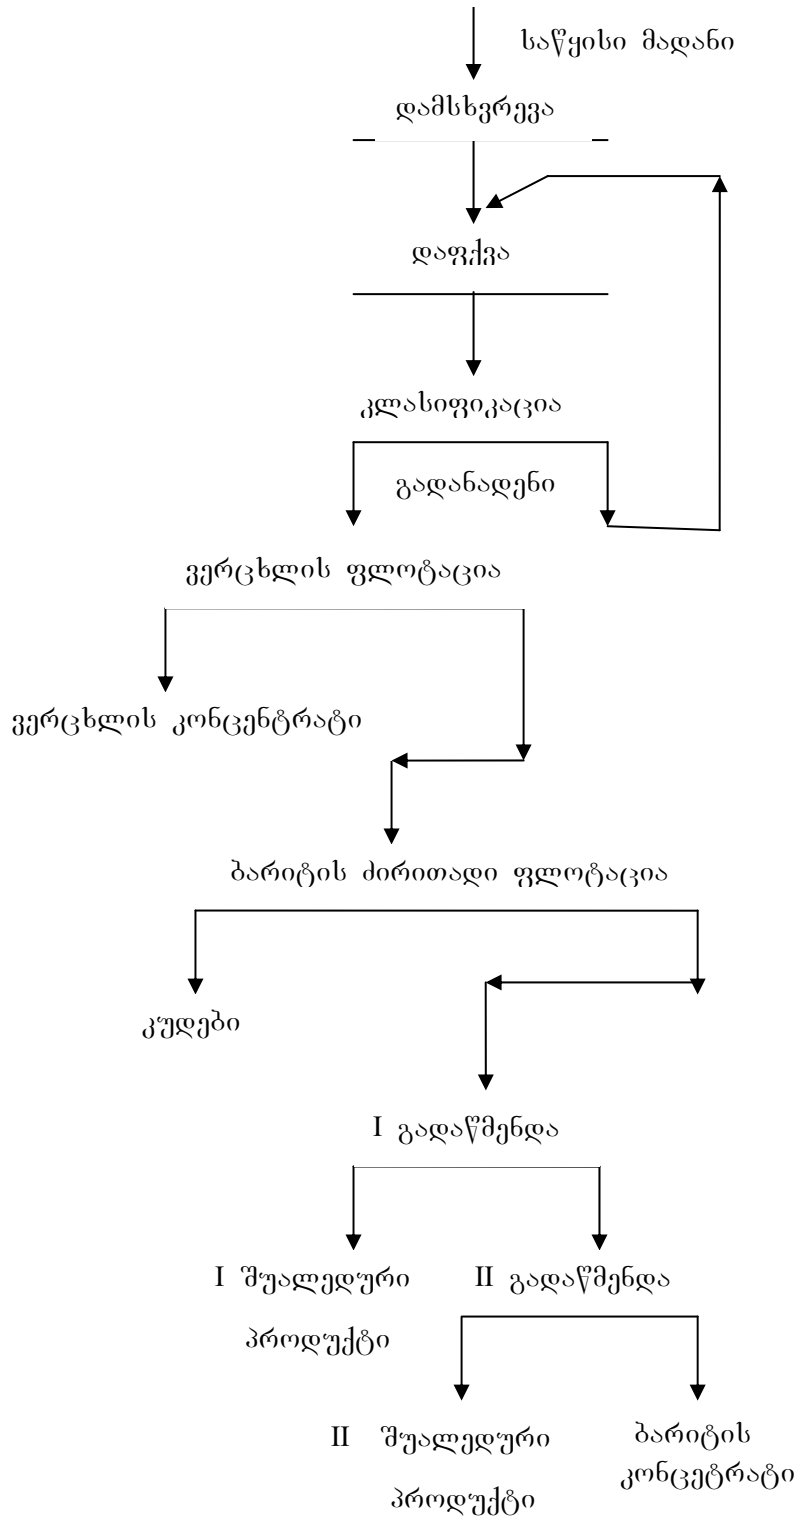 საწყისი მადანი
დამსხვრევა
დაფქვა
კლასიფიკაცია
გადანადენი
ვერცხლის ფლოტაცია
ვერცხლის კონცენტრატი
ბარიტის ძირითადი ფლოტაცია
კუდები
I გადაწმენდა
I შუალედური
პროდუქტი
II გადაწმენდა
II შუალედური
პროდუქტი
ბარიტის
კონცეტრატი